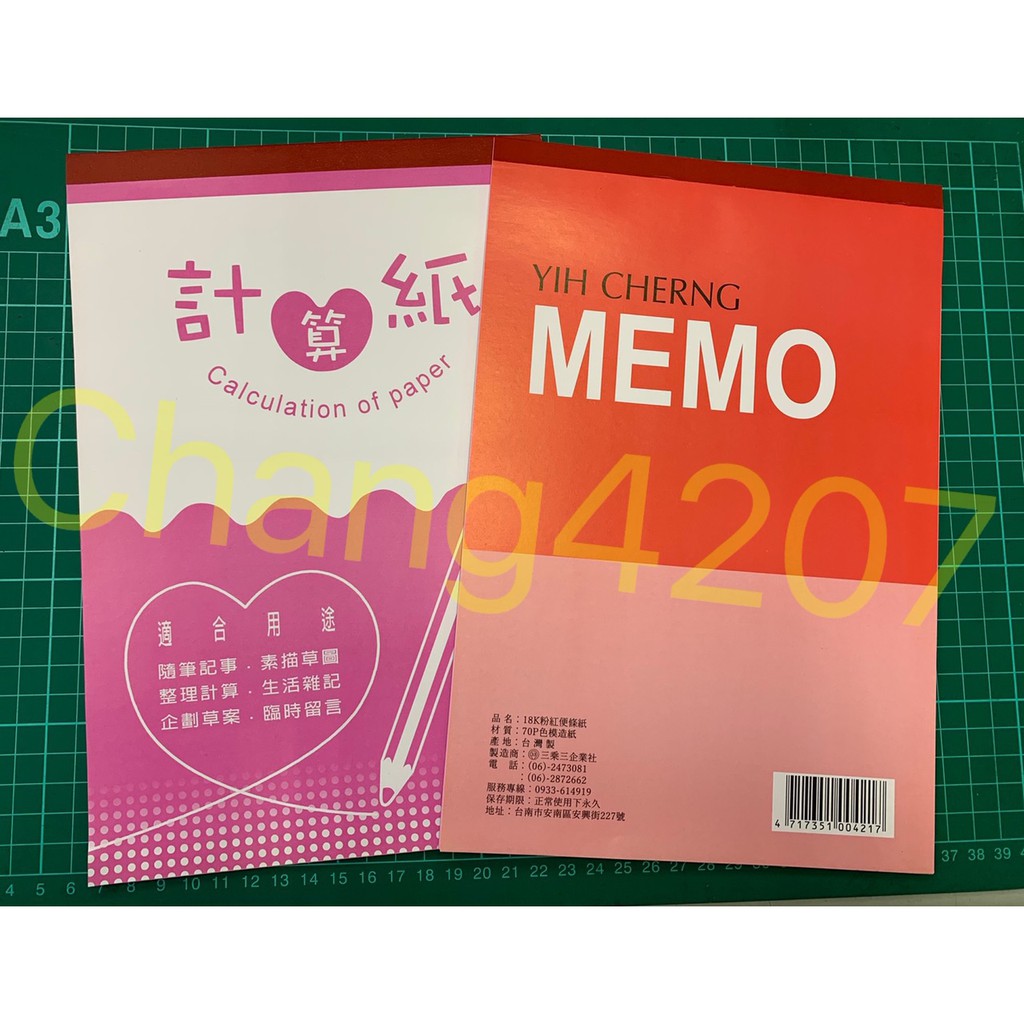 A3
計算紙
Calculation of paper
適合用途
隨筆記事．素描草圖
整理計算．生活雜記
企劃草案．臨時留言
YIH CHERNG
MEMO
品名：18K粉紅便條紙
材質：70P色模造紙
產地：台灣製
製造商：三乘三企業社
電話：(06)-2473081
：(06)-2872662
服務專線：0933-614919
保存期限：正常使用下永久
地址：台南市安南區安興街227號
4 717351 004217
Chang4207
4 5 6 7 8 9 10 11 12 13 14 15 16 17 18 19 20 21 22 23 24 25 26 27 28 29 30 37 38 39